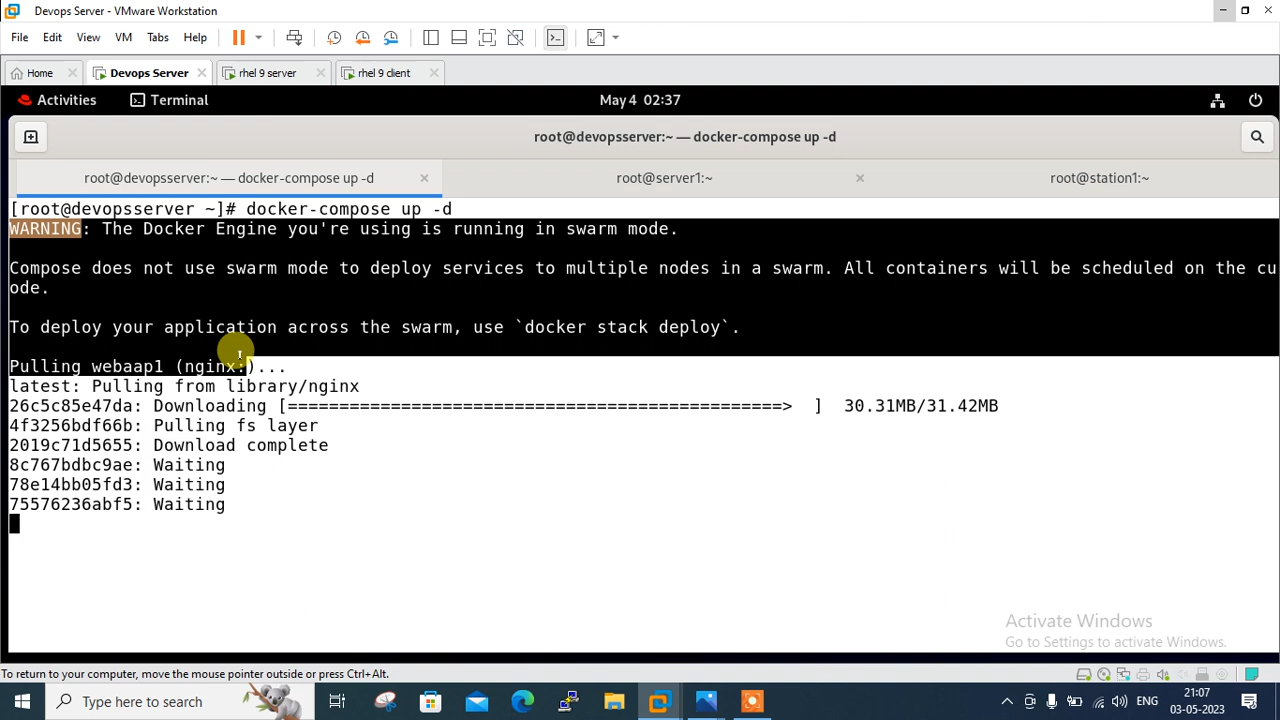 Devops Server - VMware Workstation
File Edit View VM Tabs Help
Home Devops Server rhel 9 server rhel 9 client
Activities Terminal May 4 02:37
root@devopsserver:~ — docker-compose up -d
root@devopsserver:~ — docker-compose up -d root@server1:~ root@station1:~
[root@devopsserver ~]# docker-compose up -d
WARNING: The Docker Engine you're using is running in swarm mode.
Compose does not use swarm mode to deploy services to multiple nodes in a swarm. All containers will be scheduled on the cu
ode.
To deploy your application across the swarm, use `docker stack deploy`.
Pulling webaap1 (nginx:)...
latest: Pulling from library/nginx
26c5c85e47da: Downloading [================================================> ] 30.31MB/31.42MB
4f3256bdf66b: Pulling fs layer
2019c71d5655: Download complete
8c767bdbc9ae: Waiting
78e14bb05fd3: Waiting
75576236abf5: Waiting
Activate Windows
Go to Settings to activate Windows.
To return to your computer, move the mouse pointer outside or press Ctrl+Alt.
Type here to search
ENG
21:07
03-05-2023